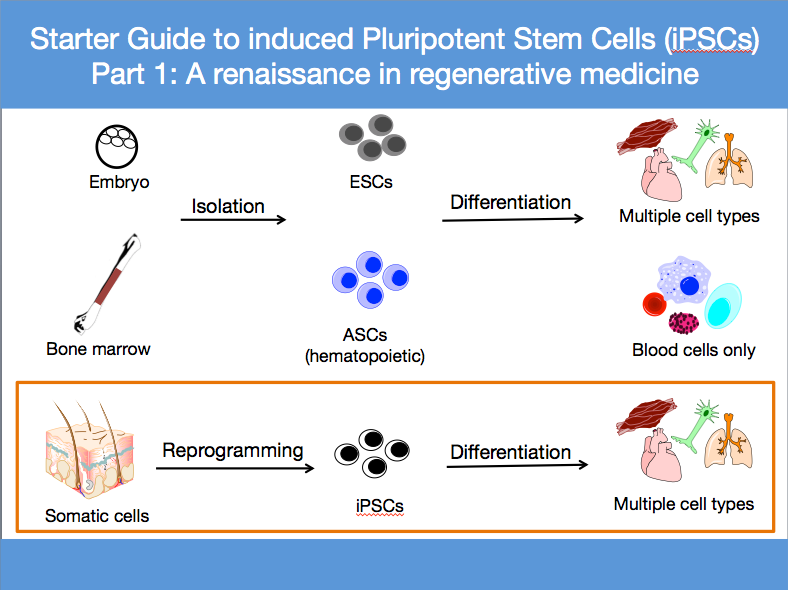 Starter Guide to induced Pluripotent Stem Cells (iPSCs)
Part 1: A renaissance in regenerative medicine
Embryo
Isolation
ESCs
Differentiation
Multiple cell types
Bone marrow
ASCs
(hematopoietic)
Blood cells only
Somatic cells
Reprogramming
iPSCs
Differentiation
Multiple cell types